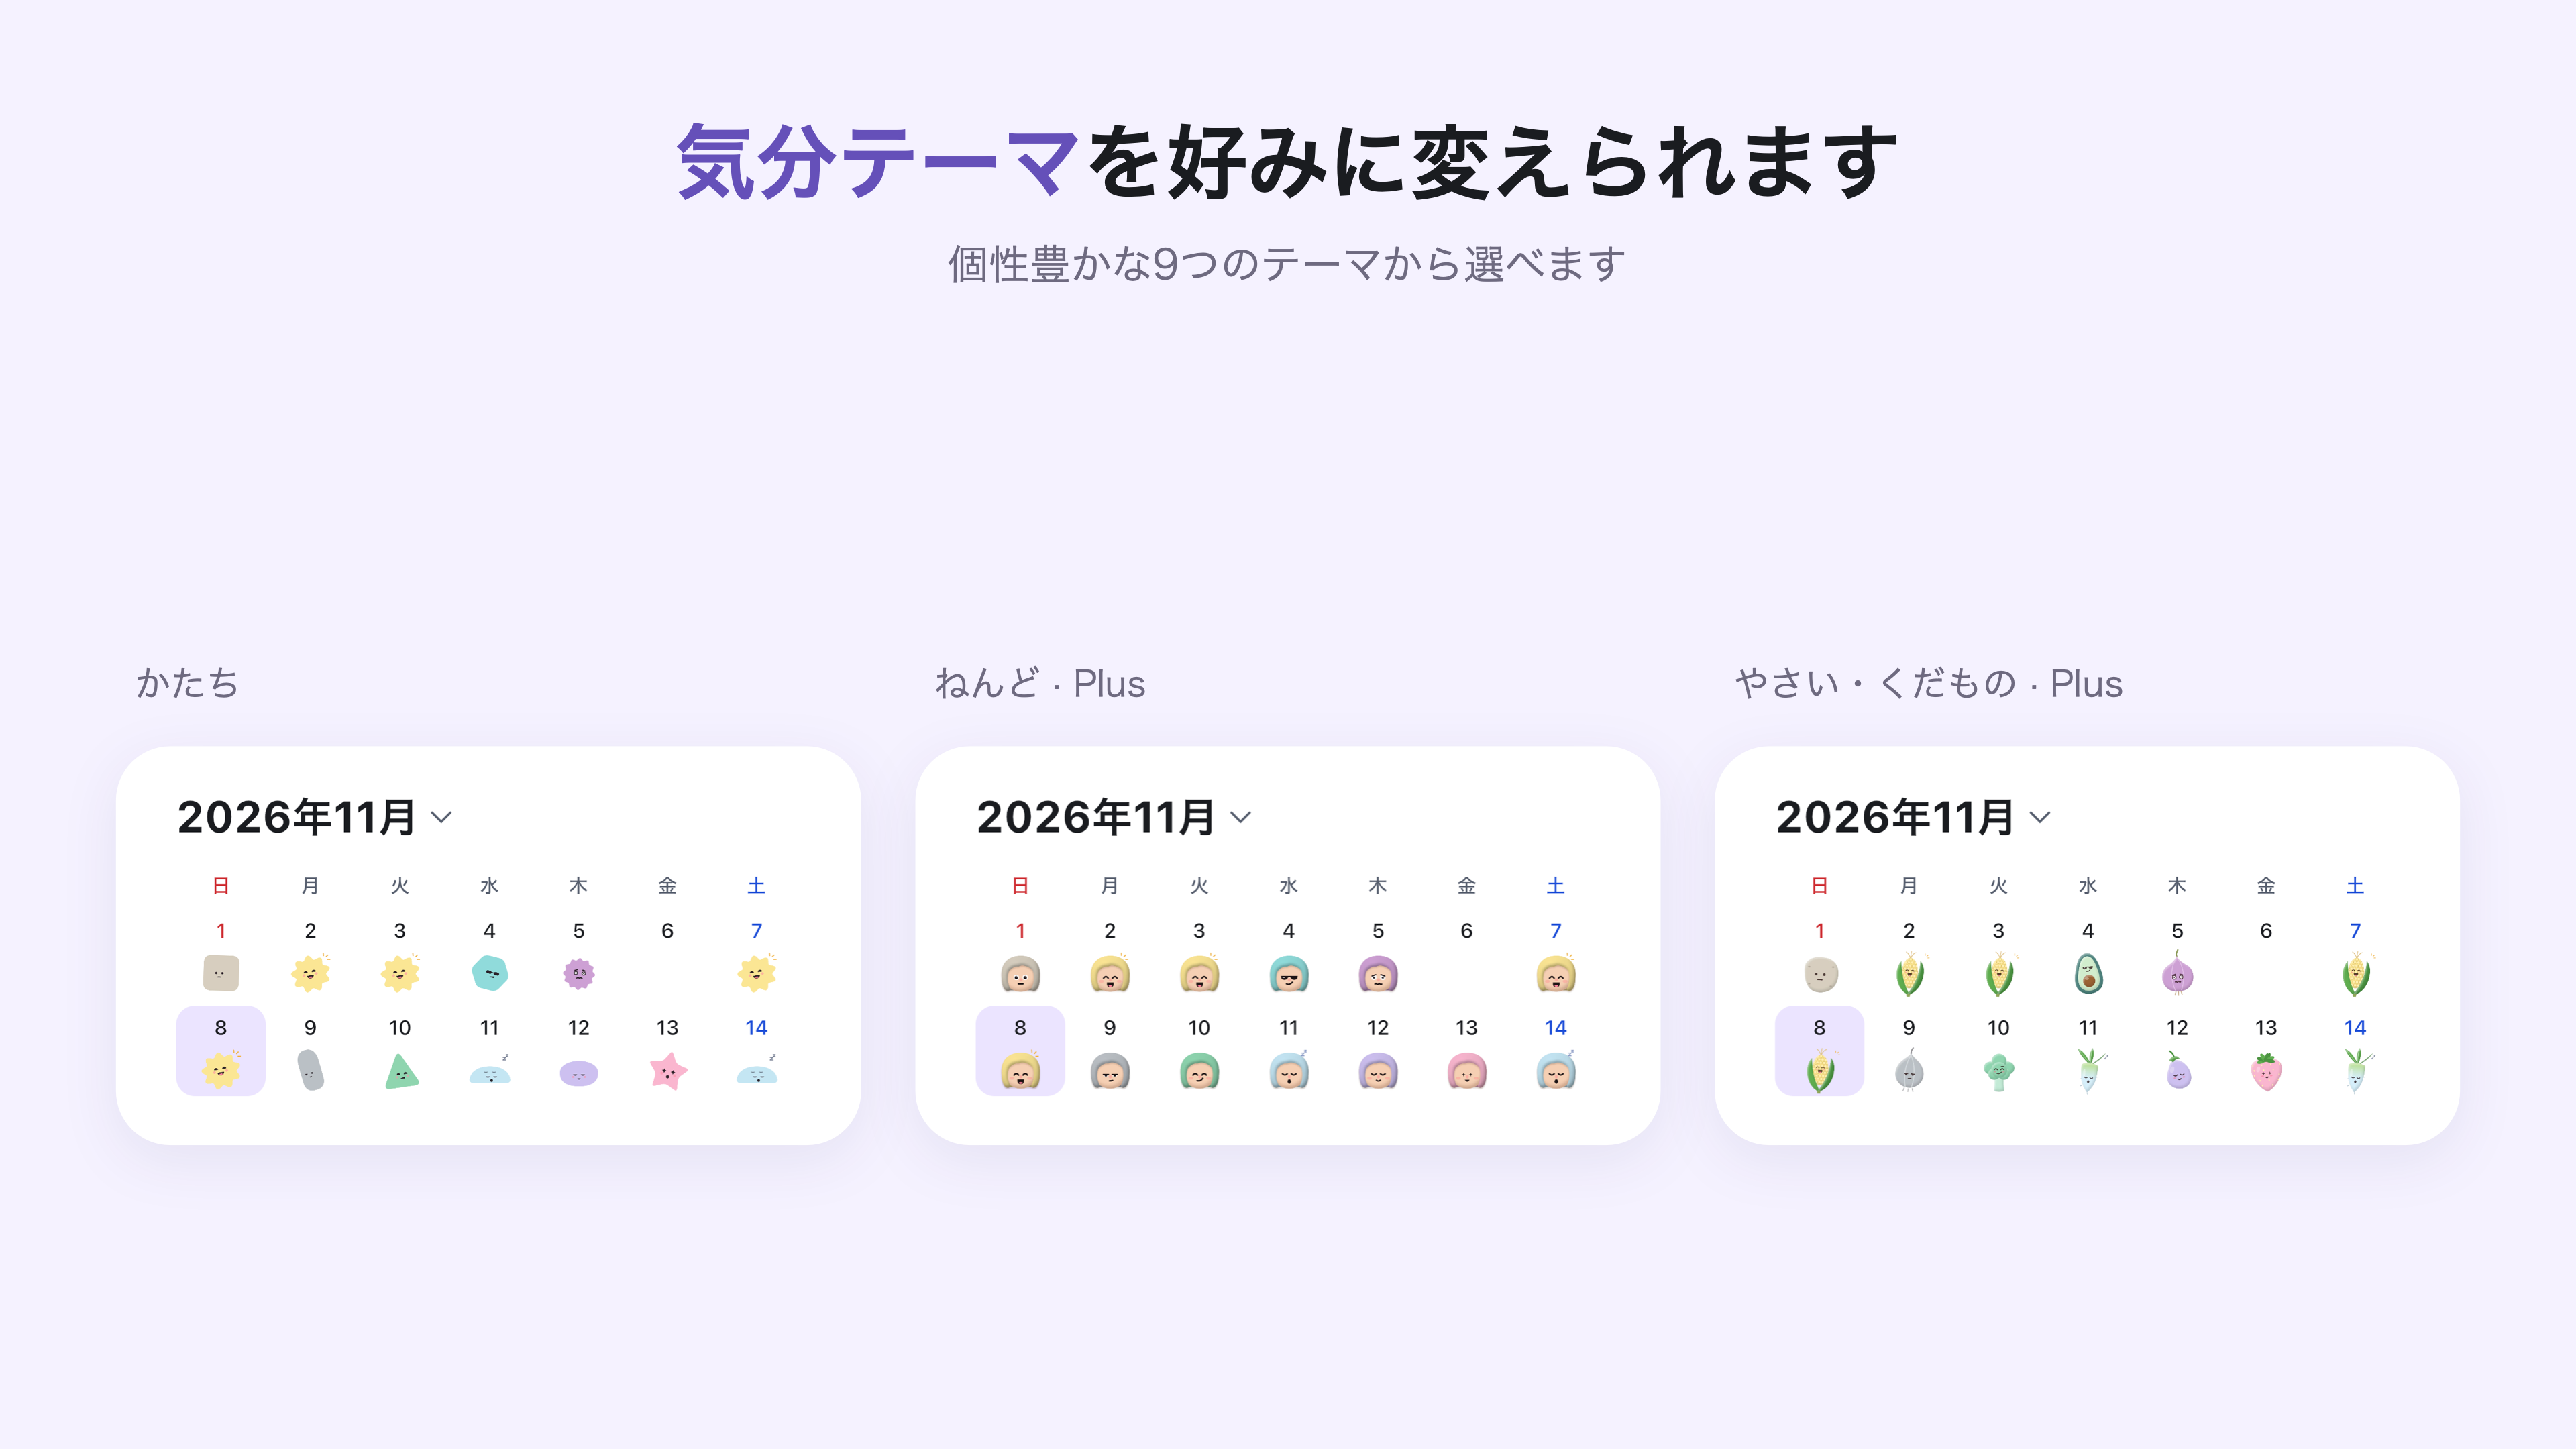 気分テーマを好みに変えられます
個性豊かな9つのテーマから選べます
かたち
2026年11月
日 月 火 水 木 金 土
1 2 3 4 5 6 7
8 9 10 11 12 13 14
ねんど · Plus
2026年11月
日 月 火 水 木 金 土
1 2 3 4 5 6 7
8 9 10 11 12 13 14
やさい・くだもの · Plus
2026年11月
日 月 火 水 木 金 土
1 2 3 4 5 6 7
8 9 10 11 12 13 14